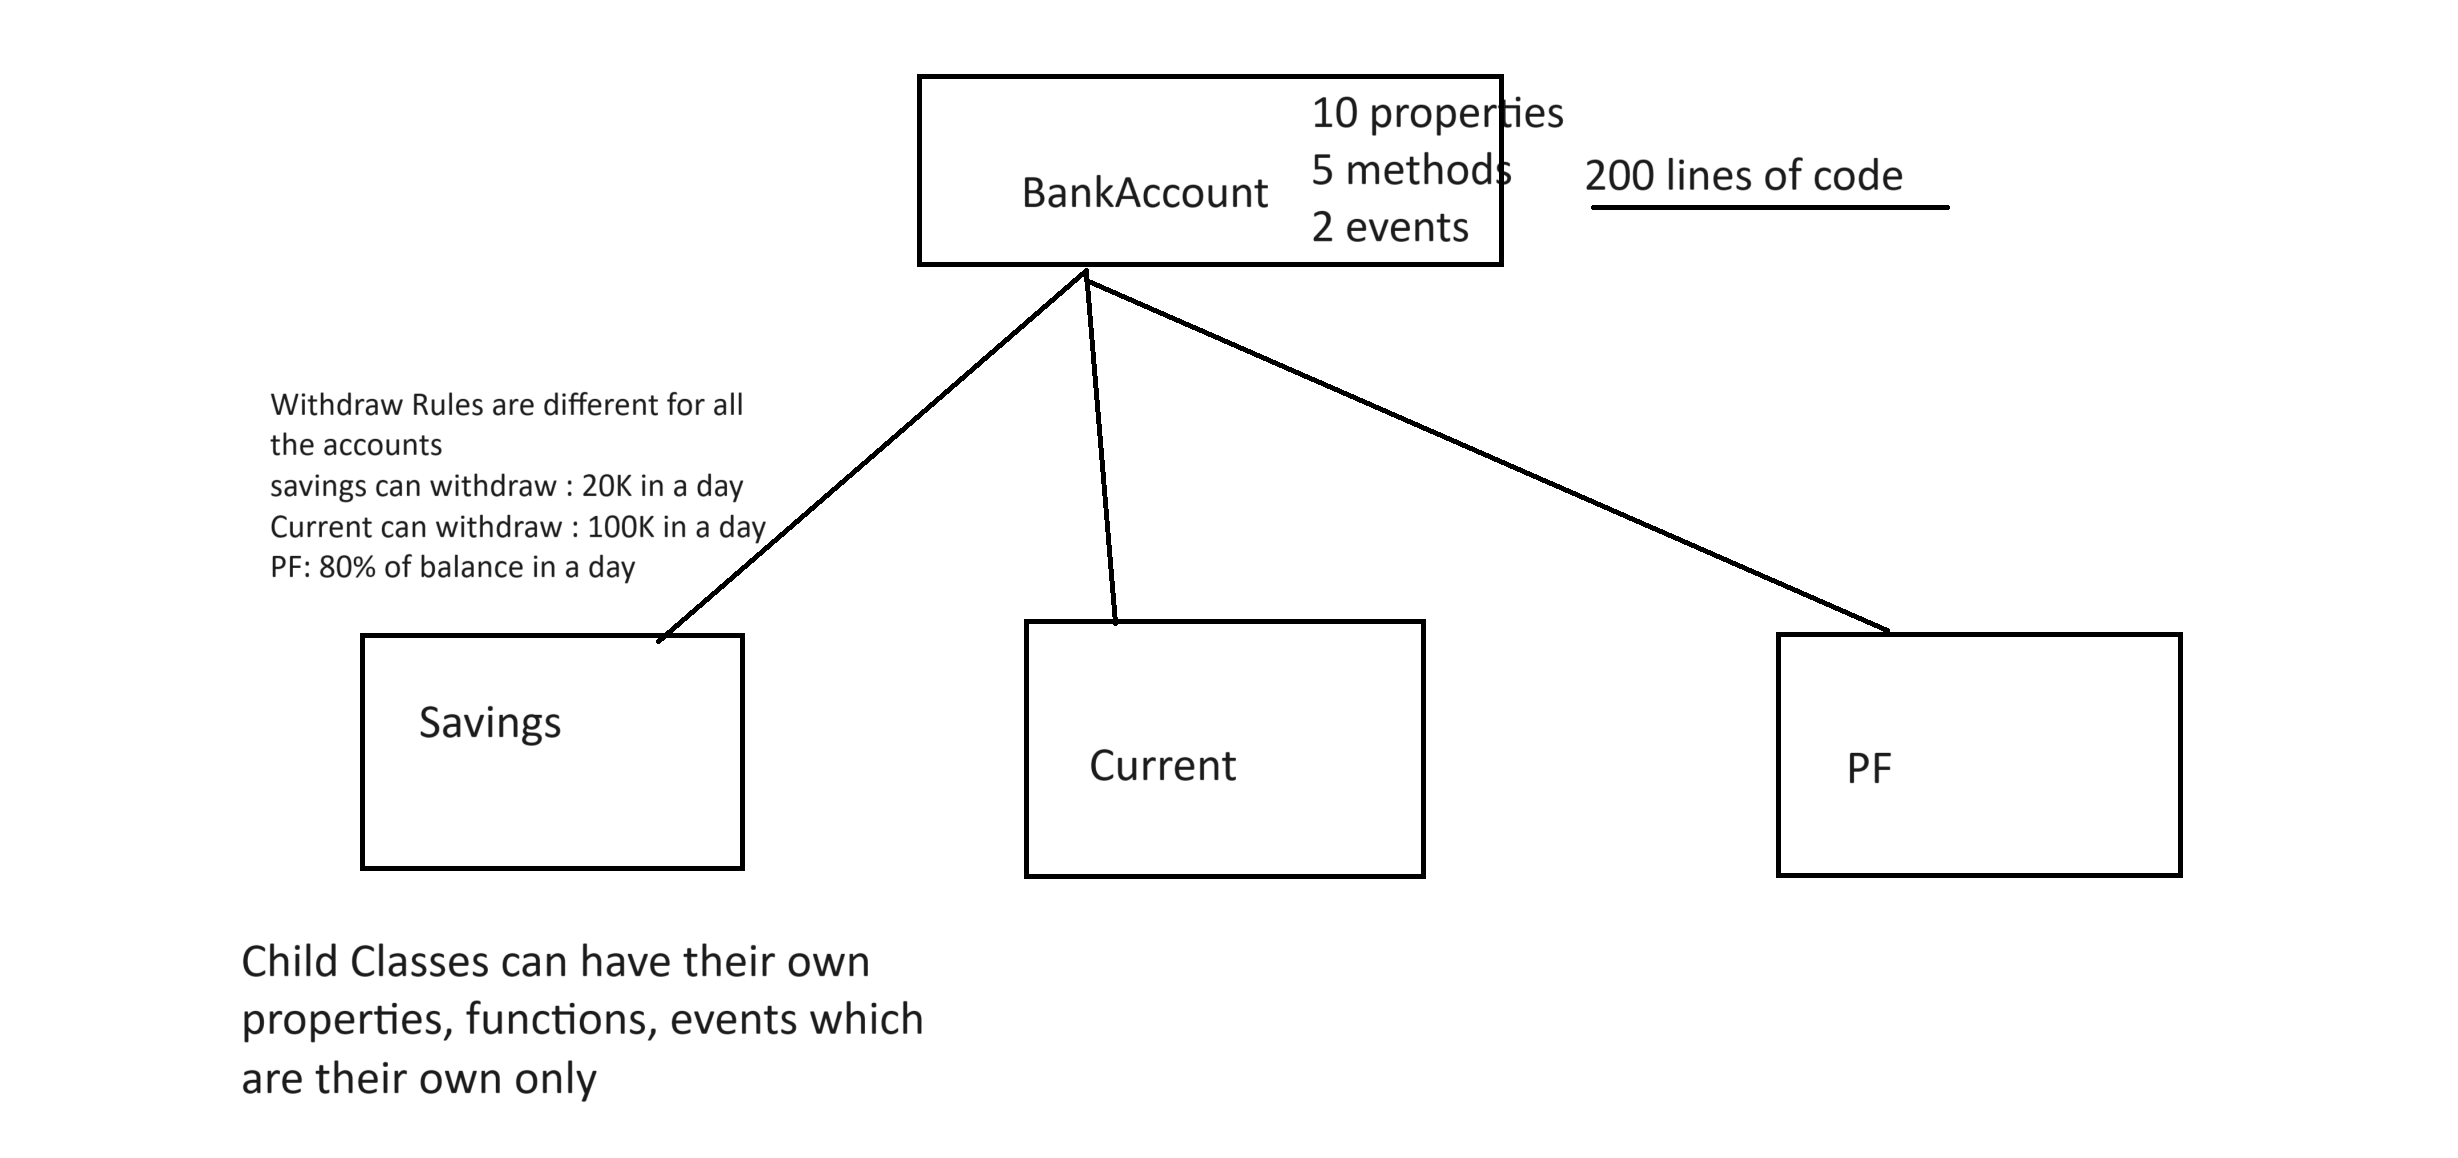 10 properties
5 methods
2 events
BankAccount
200 lines of code
Withdraw Rules are different for all
the accounts
savings can withdraw : 20K in a day
Current can withdraw : 100K in a day
PF: 80% of balance in a day
Savings
Current
PF
Child Classes can have their own
properties, functions, events which
are their own only